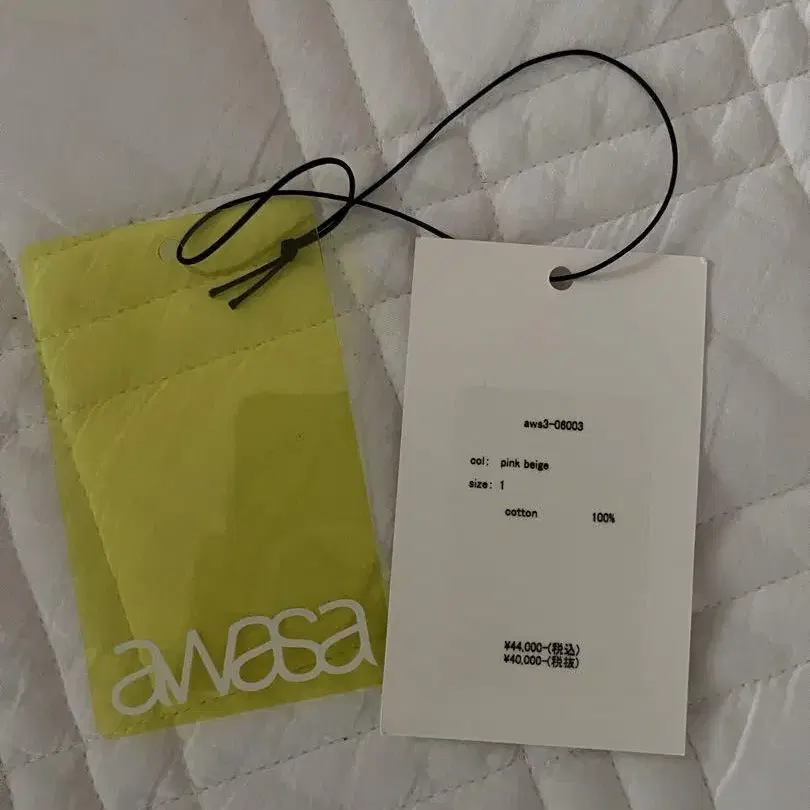 awasa
aws3-06003
col: pink beige
size: 1
cotton 100%
¥44,000-(税込)
¥40,000-(税抜)